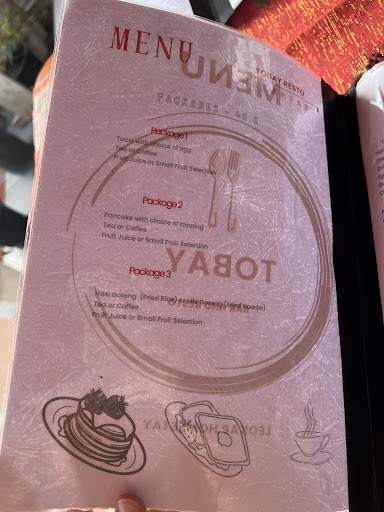 MENU
TOBAY RESTO
PACKAGES - 40 K
Package 1
Toast with choice of egg
Tea or Coffee
Fruit Juice or Small Fruit Selection
Package 2
Pancake with choice of topping
Tea or Coffee
Fruit Juice or Small Fruit Selection
Package 3
Nasi Goreng (Fried Rice) or Mie Goreng (Fried Noodle)
Tea or Coffee
Fruit Juice or Small Fruit Selection
MENU
TOBAY